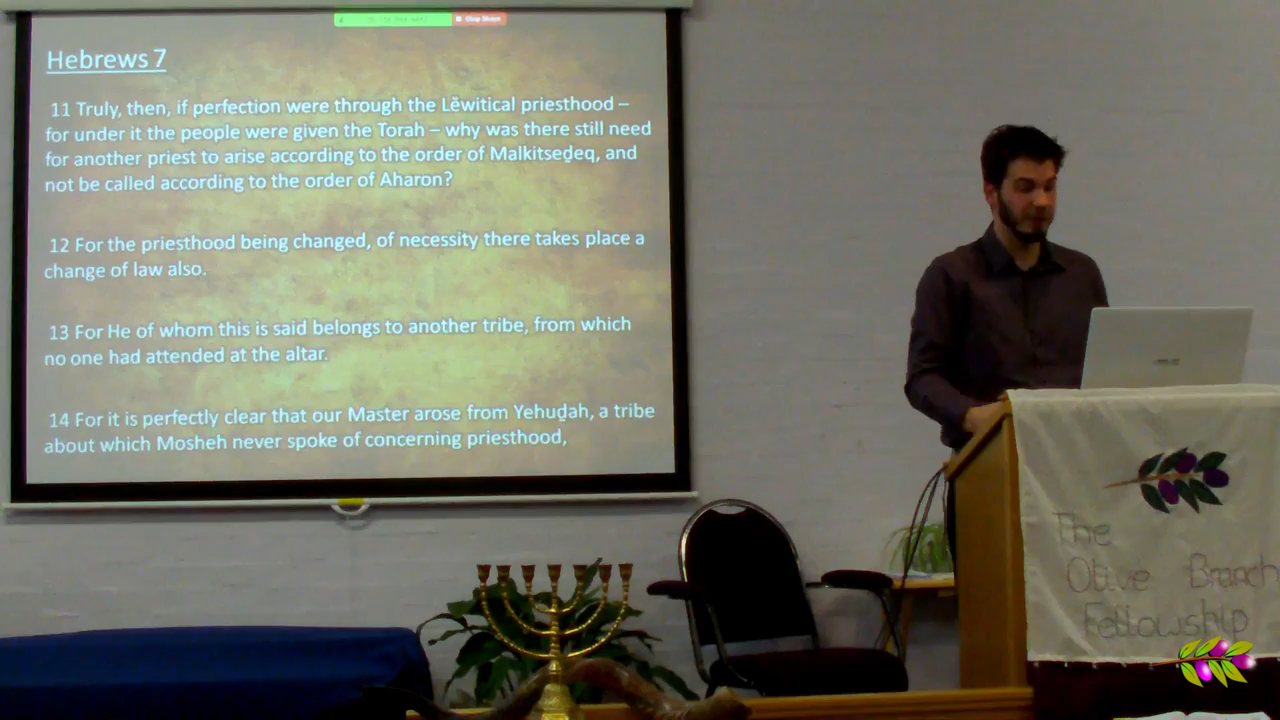 Stop Share
Hebrews 7
11 Truly, then, if perfection were through the Lĕwitical priesthood –
for under it the people were given the Torah – why was there still need
for another priest to arise according to the order of Malkitseḏeq, and
not be called according to the order of Aharon?
12 For the priesthood being changed, of necessity there takes place a
change of law also.
13 For He of whom this is said belongs to another tribe, from which
no one had attended at the altar.
14 For it is perfectly clear that our Master arose from Yehuḏah, a tribe
about which Mosheh never spoke of concerning priesthood,
The
Olive Branch
Fellowship